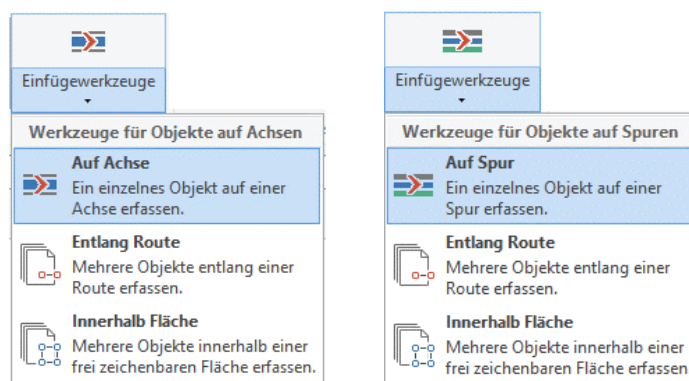 Einfügewerkzeuge
Werkzeuge für Objekte auf Achsen
Auf Achse
Ein einzelnes Objekt auf einer
Achse erfassen.
Entlang Route
Mehrere Objekte entlang einer
Route erfassen.
Innerhalb Fläche
Mehrere Objekte innerhalb einer
frei zeichenbaren Fläche erfassen.
Einfügewerkzeuge
Werkzeuge für Objekte auf Spuren
Auf Spur
Ein einzelnes Objekt auf einer
Spur erfassen.
Entlang Route
Mehrere Objekte entlang einer
Route erfassen.
Innerhalb Fläche
Mehrere Objekte innerhalb einer
frei zeichenbaren Fläche erfassen